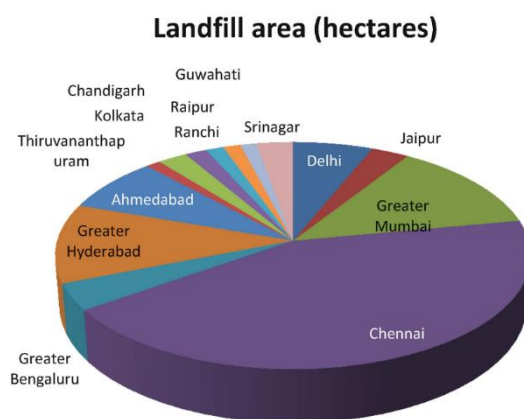 Landfill area (hectares)
Guwahati
Chandigarh
Kolkata
Raipur
Thiruvananthap
uram
Ranchi
Srinagar
Delhi
Jaipur
Ahmedabad
Greater
Mumbai
Greater
Hyderabad
Chennai
Greater
Bengaluru